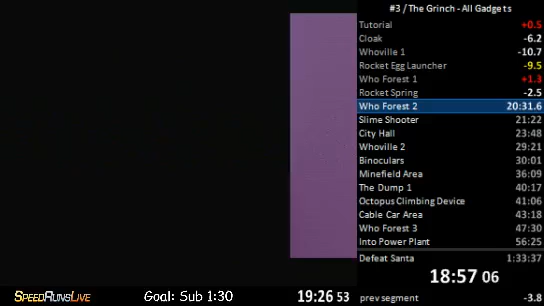 #3 / The Grinch - All Gadgets
Tutorial +0.5
Cloak -6.2
Whoville 1 -10.7
Rocket Egg Launcher -9.5
Who Forest 1 +1.3
Rocket Spring -2.5
Who Forest 2 20:31.6
Slime Shooter 21:22
City Hall 23:48
Whoville 2 29:21
Binoculars 30:01
Minefield Area 36:09
The Dump 1 40:17
Octopus Climbing Device 41:06
Cable Car Area 43:18
Who Forest 3 47:30
Into Power Plant 56:25
Defeat Santa 1:33:37
18:57 06
SpeedRunsLive Goal: Sub 1:30 19:26 53 prev segment -3.8